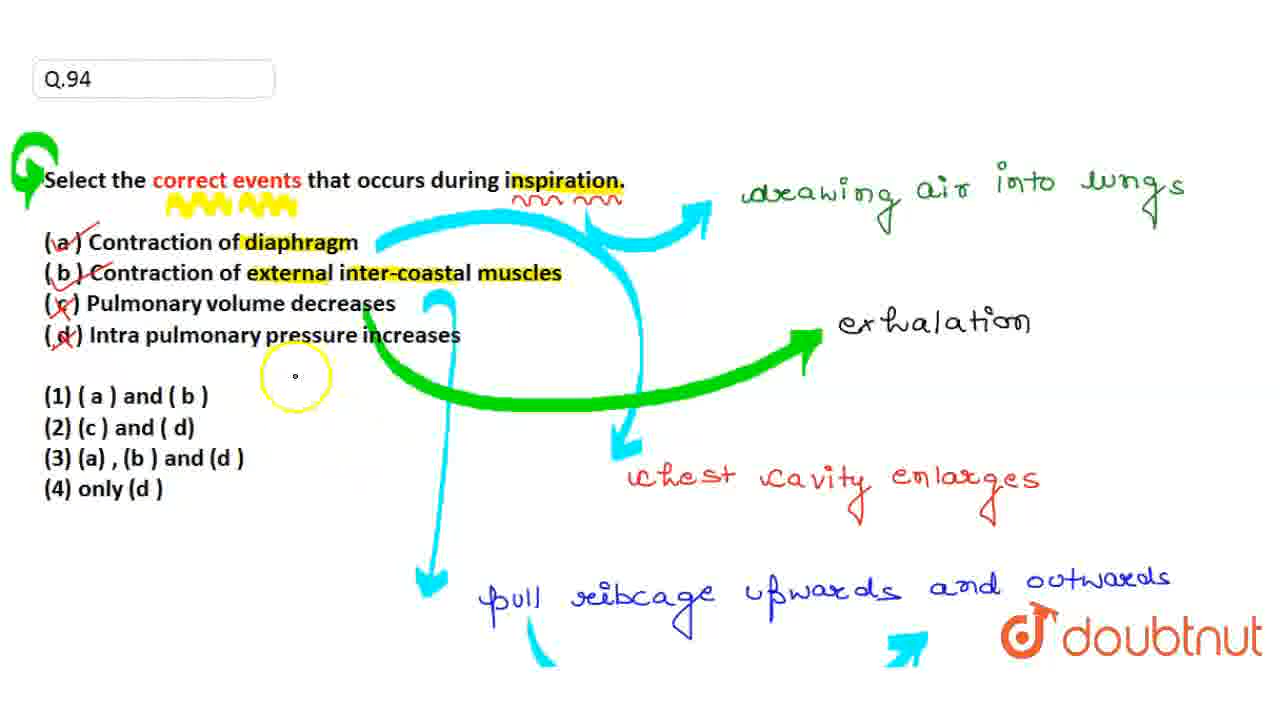 Q.94
Select the correct events that occurs during inspiration.
drawing air into lungs
( a ) Contraction of diaphragm
( b ) Contraction of external inter-coastal muscles
( c ) Pulmonary volume decreases
exhalation
( d ) Intra pulmonary pressure increases
(1) ( a ) and ( b )
(2) (c ) and ( d)
(3) (a) , (b ) and (d )
chest cavity enlarges
(4) only (d )
pull ribcage upwards and outwards
doubtnut